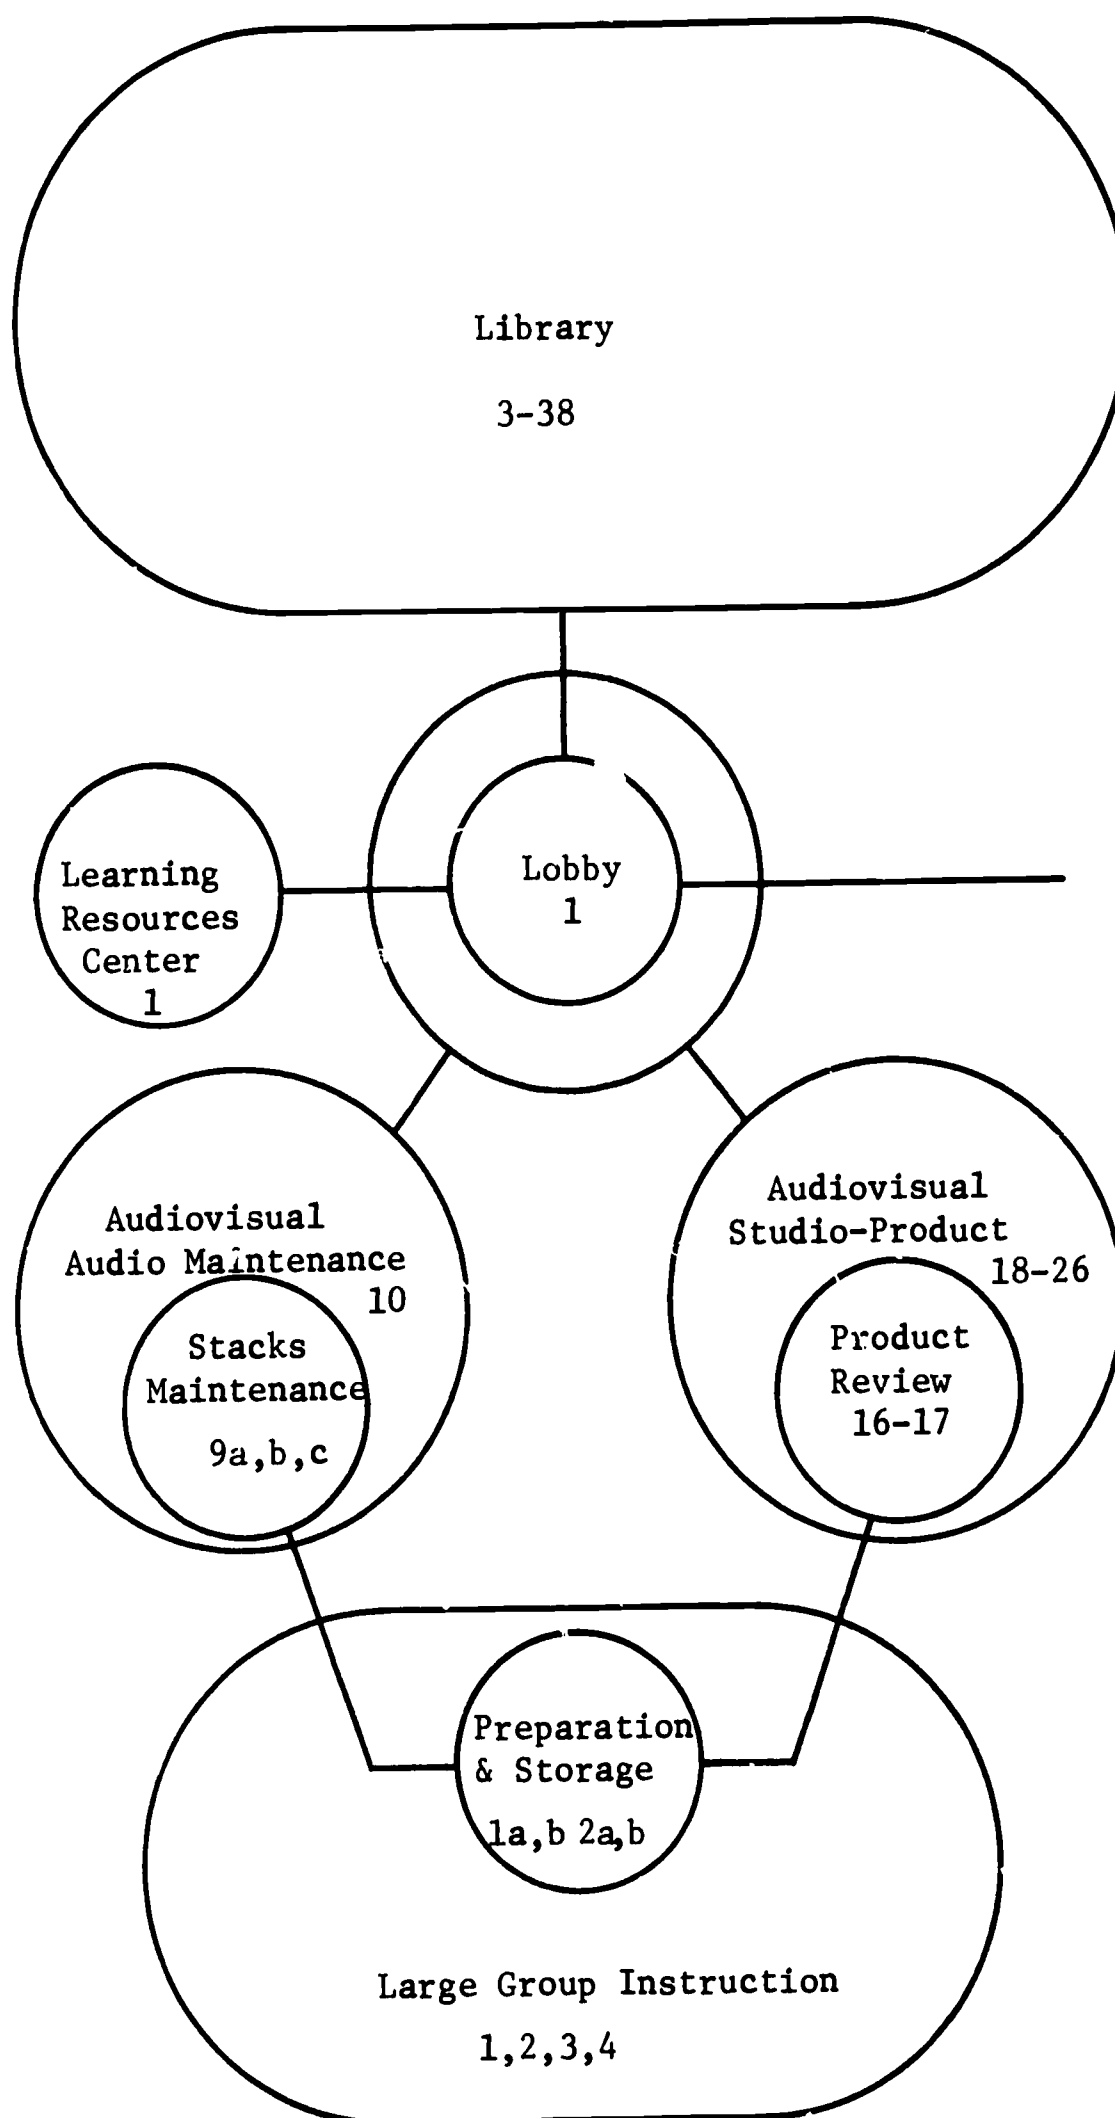 Library
3-38
Lobby
1
Learning
Resources
Center
1
Audiovisual
Audio Maintenance
10
Stacks
Maintenance
9a,b,c
Audiovisual
Studio-Product
18-26
Product
Review
16-17
Preparation
& Storage
1a,b 2a,b
Large Group Instruction
1,2,3,4